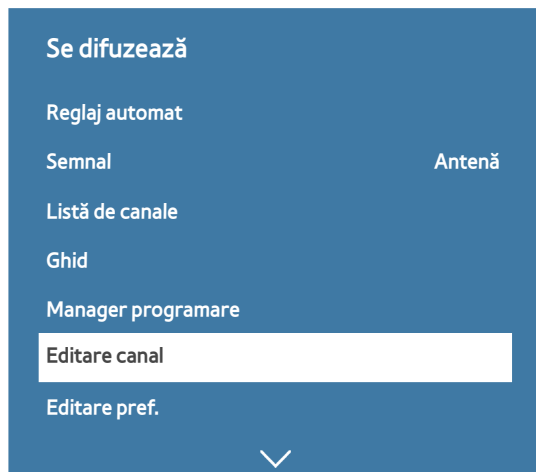 Se difuzează
Reglaj automat
Semnal Antenă
Listă de canale
Ghid
Manager programare
Editare canal
Editare pref.